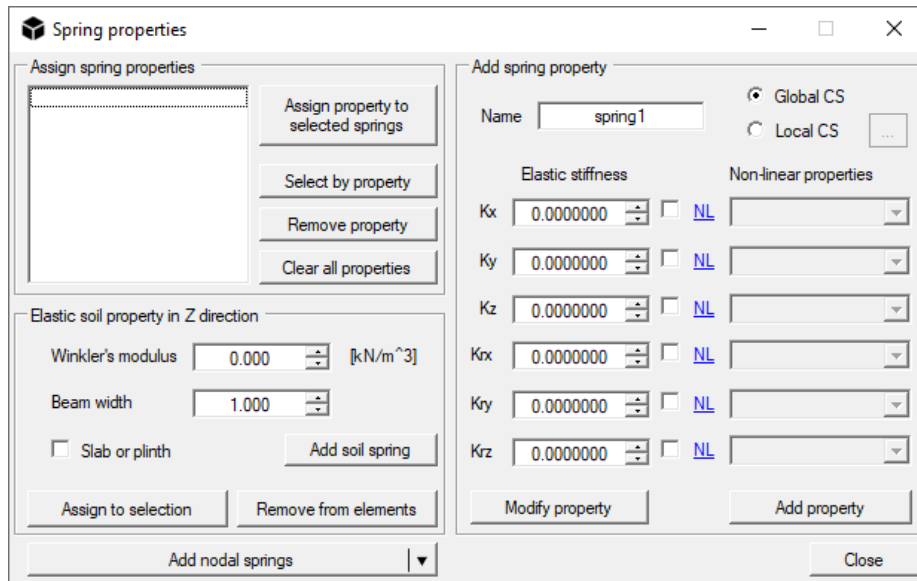 Spring properties
Assign spring properties
Assign property to
selected springs
Select by property
Remove property
Clear all properties
Elastic soil property in Z direction
Winkler's modulus 0.000 [kN/m^3]
Beam width 1.000
Slab or plinth Add soil spring
Assign to selection Remove from elements
Add nodal springs
Add spring property
Name spring1
Global CS
Local CS ...
Elastic stiffness Non-linear properties
Kx 0.0000000 NL
Ky 0.0000000 NL
Kz 0.0000000 NL
Krx 0.0000000 NL
Kry 0.0000000 NL
Krz 0.0000000 NL
Modify property Add property
Close